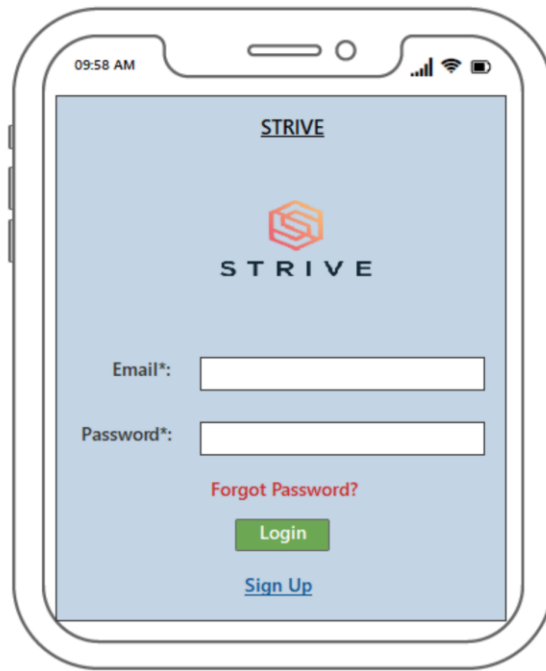 09:58 AM
STRIVE
STRIVE
Email*:
Password*:
Forgot Password?
Login
Sign Up